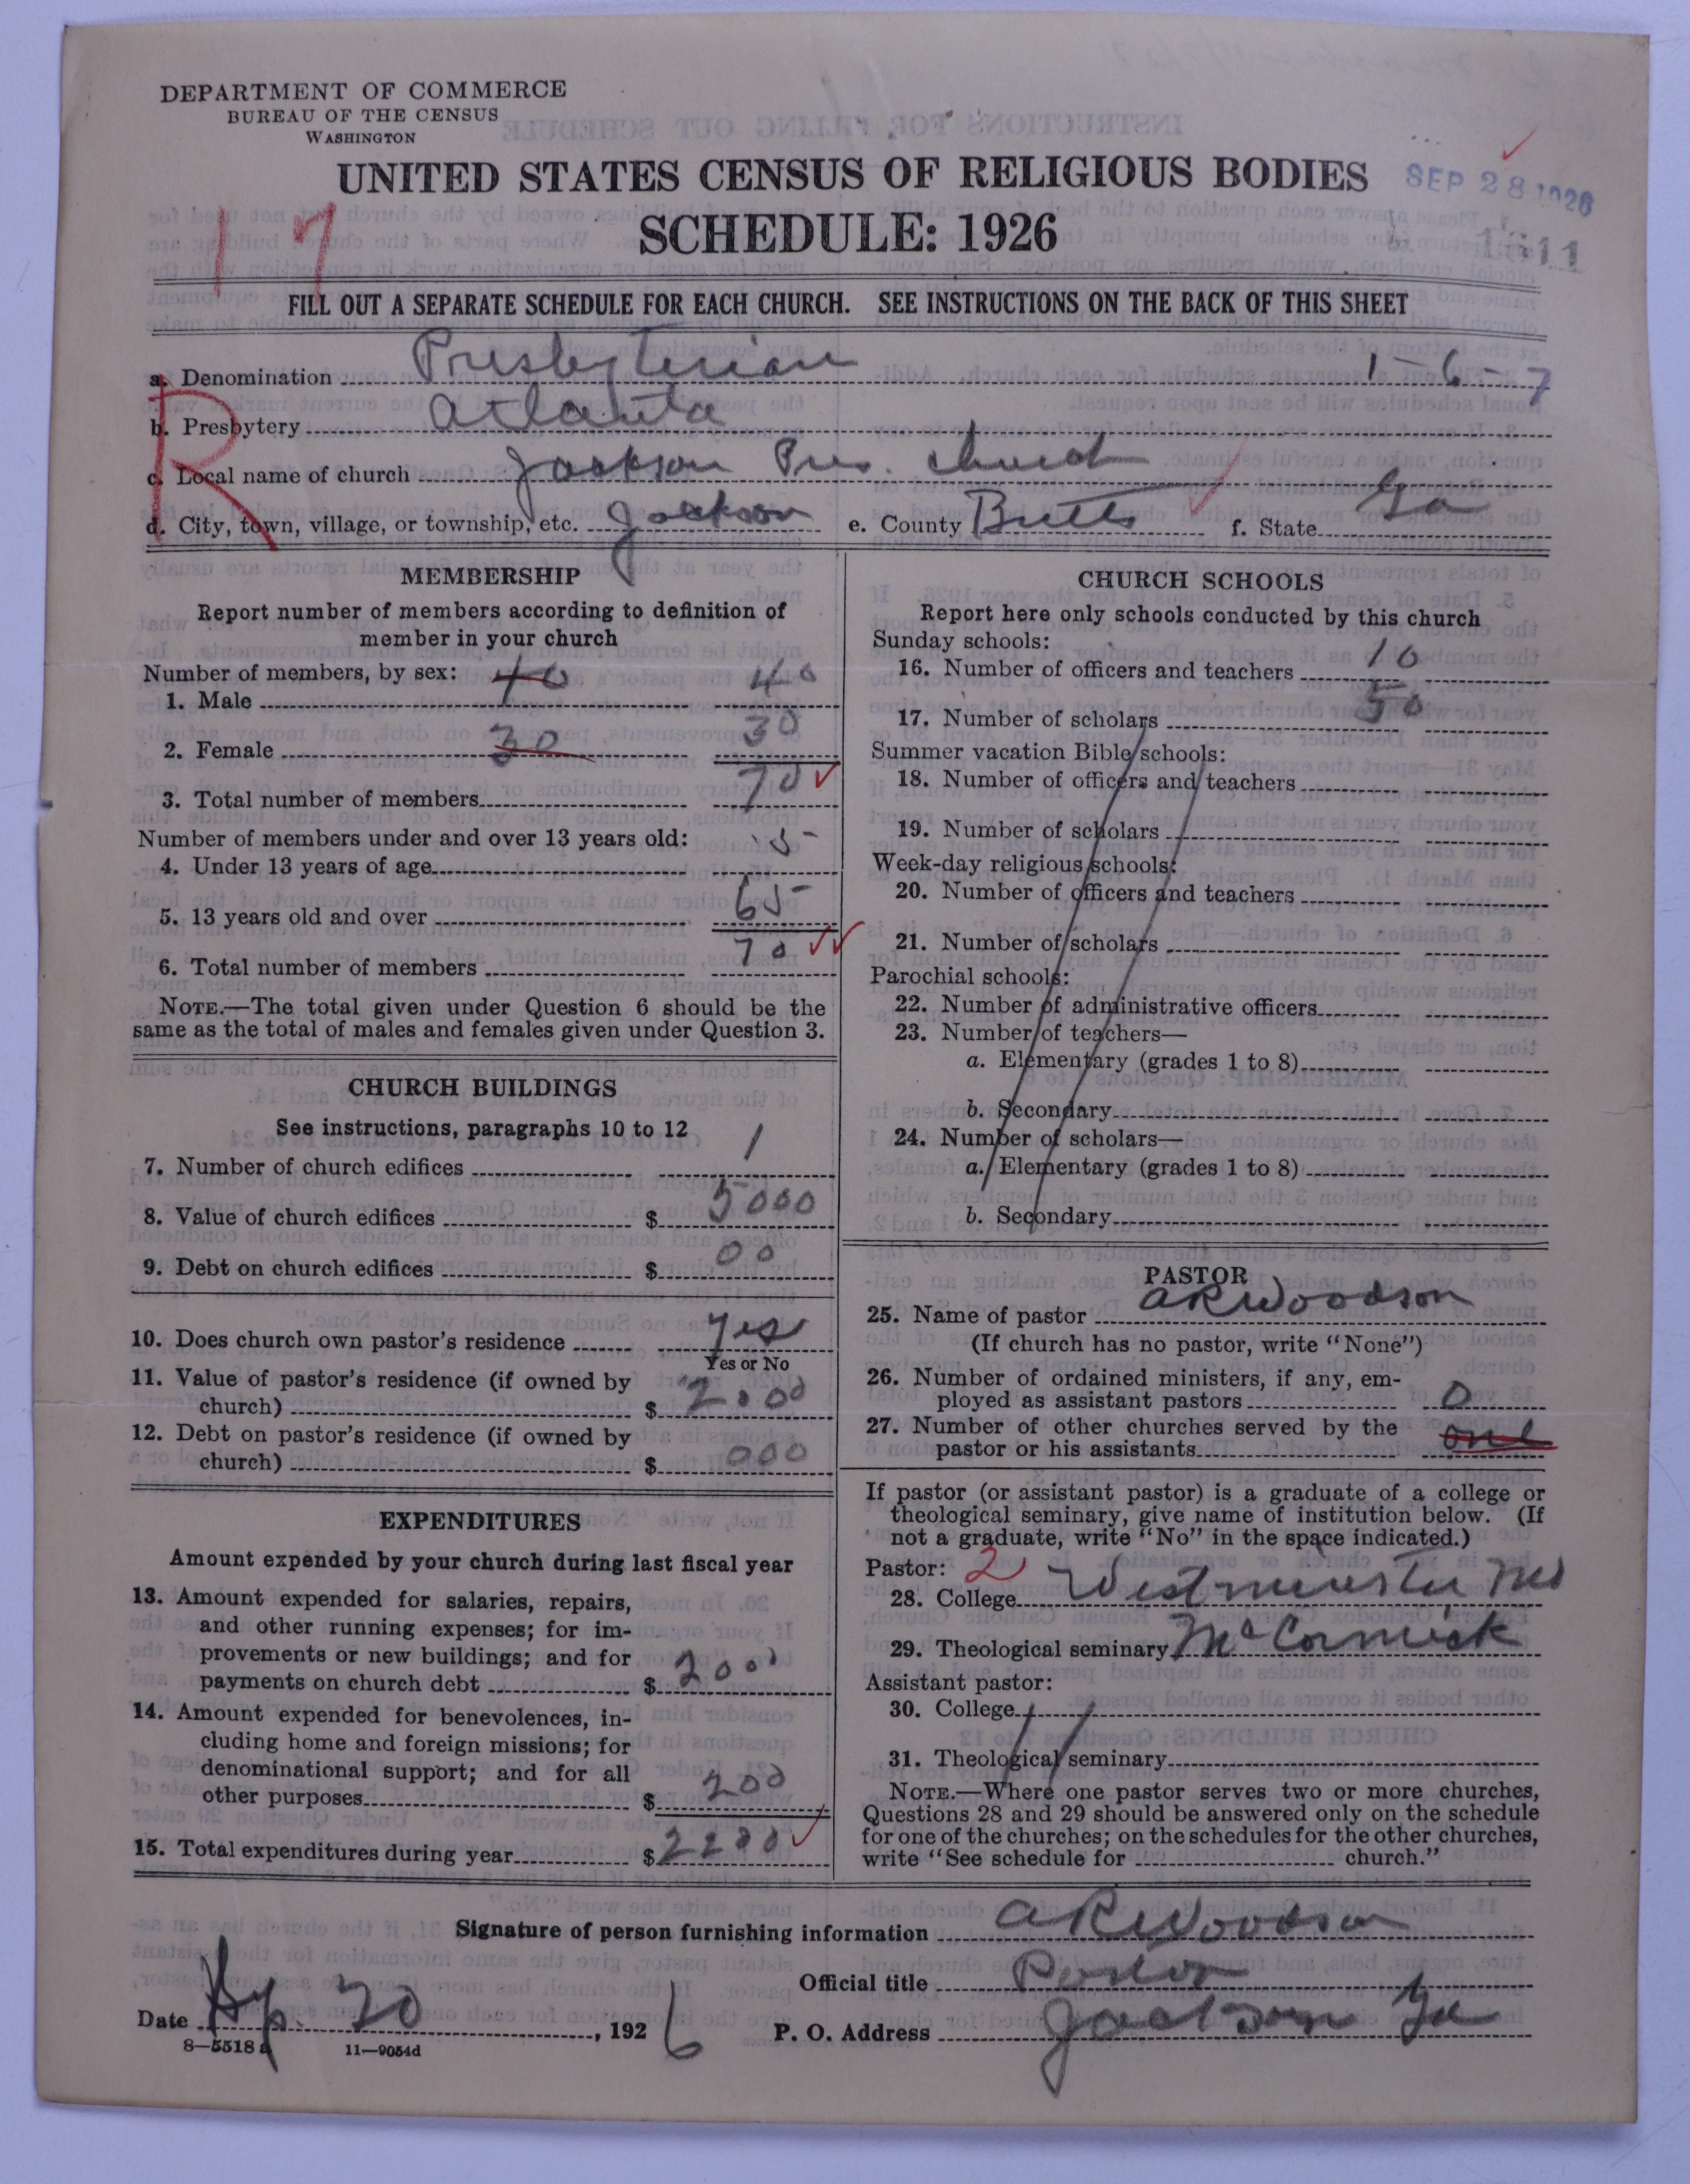 DEPARTMENT OF COMMERCE
BUREAU OF THE CENSUS
WASHINGTON
UNITED STATES CENSUS OF RELIGIOUS BODIES
SEP 28 1926
SCHEDULE: 1926
17
1611
FILL OUT A SEPARATE SCHEDULE FOR EACH CHURCH. SEE INSTRUCTIONS ON THE BACK OF THIS SHEET
R
a. Denomination Presbyterian 1-6-7
b. Presbytery Atlanta
c. Local name of church Jackson Pres. church
d. City, town, village, or township, etc. Jackson e. County Butts f. State Ga
MEMBERSHIP
Report number of members according to definition of
member in your church
Number of members, by sex:
1. Male 40 40
2. Female 30 30
3. Total number of members 70
Number of members under and over 13 years old:
4. Under 13 years of age 5
5. 13 years old and over 65
6. Total number of members 70
NOTE.—The total given under Question 6 should be the
same as the total of males and females given under Question 3.
CHURCH BUILDINGS
See instructions, paragraphs 10 to 12
7. Number of church edifices 1
8. Value of church edifices $ 5000
9. Debt on church edifices $ 00
10. Does church own pastor's residence Yes
Yes or No
11. Value of pastor's residence (if owned by
church) $ 2000
12. Debt on pastor's residence (if owned by
church) $ 000
EXPENDITURES
Amount expended by your church during last fiscal year
13. Amount expended for salaries, repairs,
and other running expenses; for im-
provements or new buildings; and for
payments on church debt $ 2000
14. Amount expended for benevolences, in-
cluding home and foreign missions; for
denominational support; and for all
other purposes $ 200
15. Total expenditures during year $ 2200
CHURCH SCHOOLS
Report here only schools conducted by this church
Sunday schools:
16. Number of officers and teachers 10
17. Number of scholars 50
Summer vacation Bible schools:
18. Number of officers and teachers
19. Number of scholars
Week-day religious schools:
20. Number of officers and teachers
21. Number of scholars
Parochial schools:
22. Number of administrative officers
23. Number of teachers—
a. Elementary (grades 1 to 8)
b. Secondary
24. Number of scholars—
a. Elementary (grades 1 to 8)
b. Secondary
PASTOR
25. Name of pastor A R Woodson
(If church has no pastor, write "None")
26. Number of ordained ministers, if any, em-
ployed as assistant pastors 0
27. Number of other churches served by the
pastor or his assistants one
If pastor (or assistant pastor) is a graduate of a college or
theological seminary, give name of institution below. (If
not a graduate, write "No" in the space indicated.)
Pastor: 2
28. College Westminster, Mo
29. Theological seminary McCormick
Assistant pastor:
30. College
31. Theological seminary
NOTE.—Where one pastor serves two or more churches,
Questions 28 and 29 should be answered only on the schedule
for one of the churches; on the schedules for the other churches,
write "See schedule for church."
Signature of person furnishing information A R Woodson
Official title Pastor
Date 20, 1926 P. O. Address Jackson Ga
8—5518a 11—9054d